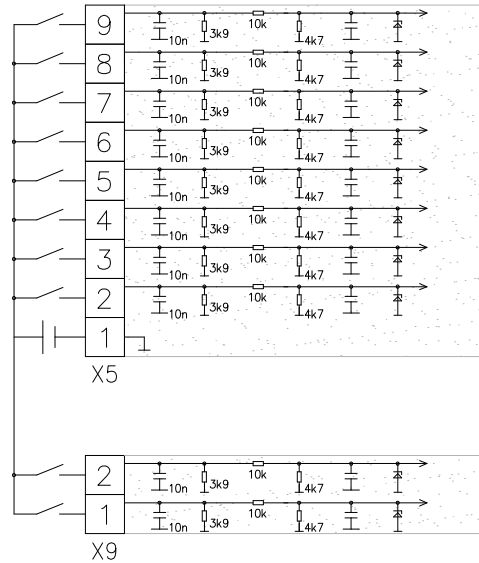 9 10n 3k9 10k 4k7
8 10n 3k9 10k 4k7
7 10n 3k9 10k 4k7
6 10n 3k9 10k 4k7
5 10n 3k9 10k 4k7
4 10n 3k9 10k 4k7
3 10n 3k9 10k 4k7
2 10n 3k9 10k 4k7
1
X5
2 10n 3k9 10k 4k7
1 10n 3k9 10k 4k7
X9